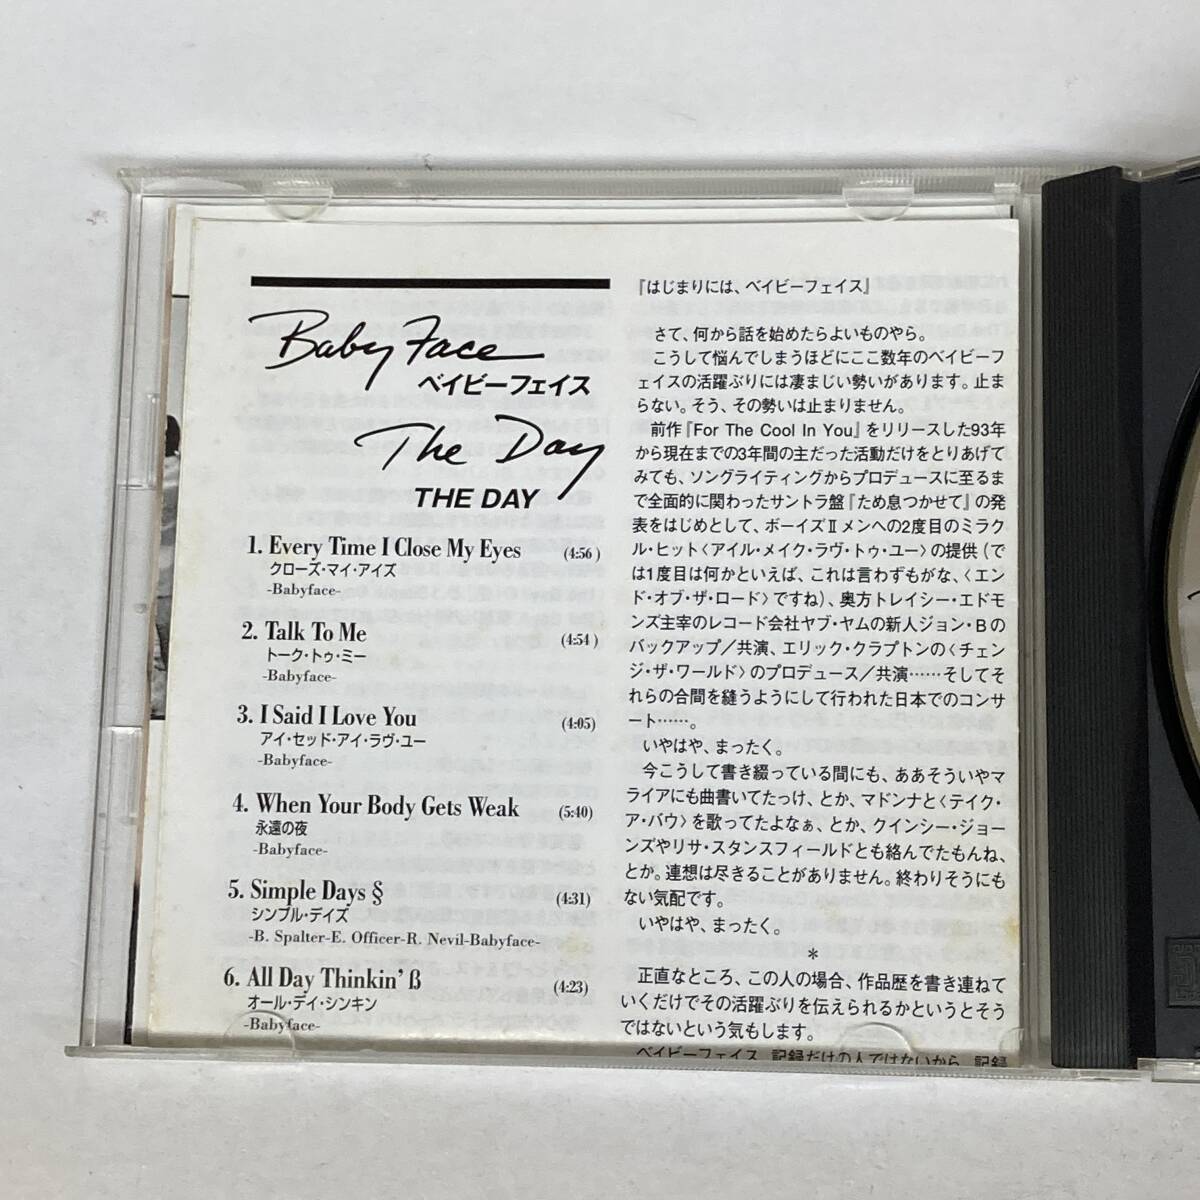 Baby Face
ベイビーフェイス
The Day
THE DAY
1. Every Time I Close My Eyes (4:56)
クローズ・マイ・アイズ
-Babyface-
2. Talk To Me (4:54)
トーク・トゥ・ミー
-Babyface-
3. I Said I Love You (4:05)
アイ・セッド・アイ・ラヴ・ユー
-Babyface-
4. When Your Body Gets Weak (5:40)
永遠の夜
-Babyface-
5. Simple Days § (4:31)
シンプル・デイズ
-B. Spalter-E. Officer-R. Nevil-Babyface-
6. All Day Thinkin' ß (4:23)
オール・デイ・シンキン
-Babyface-
『はじまりには、ベイビーフェイス』
さて、何から話を始めたらよいものやら。
こうして悩んでしまうほどにここ数年のベイビーフ
ェイスの活躍ぶりには凄まじい勢いがあります。止ま
らない。そう、その勢いは止まりません。
前作『For The Cool In You』をリリースした93年
から現在までの3年間の主だった活動だけをとりあげて
みても、ソングライティングからプロデュースに至るま
で全面的に関わったサントラ盤『ため息つかせて』の発
表をはじめとして、ボーイズⅡメンへの2度目のミラク
ル・ヒット〈アイル・メイク・ラヴ・トゥ・ユー〉の提供（で
は1度目は何かといえば、これは言わずもがな、〈エン
ド・オブ・ザ・ロード〉ですね）、奥方トレイシー・エドモ
ンズ主宰のレコード会社ヤブ・ヤムの新人ジョン・Bの
バックアップ／共演、エリック・クラプトンの〈チェン
ジ・ザ・ワールド〉のプロデュース／共演……そしてそ
れらの合間を縫うようにして行われた日本でのコンサ
ート……。
いやはや、まったく。
今こうして書き綴っている間にも、ああそういやマ
ライアにも曲書いてたっけ、とか、マドンナと〈テイク・
ア・バウ〉を歌ってたよなぁ、とか、クインシー・ジョー
ンズやリサ・スタンスフィールドとも絡んでたもんね、
とか。連想は尽きることがありません。終わりそうにも
ない気配です。
いやはや、まったく。
*
正直なところ、この人の場合、作品歴を書き連ねて
いくだけでその活躍ぶりを伝えられるかというとそう
ではないという気もします。
ベイビーフェイス、記録だけの人ではないから。記録